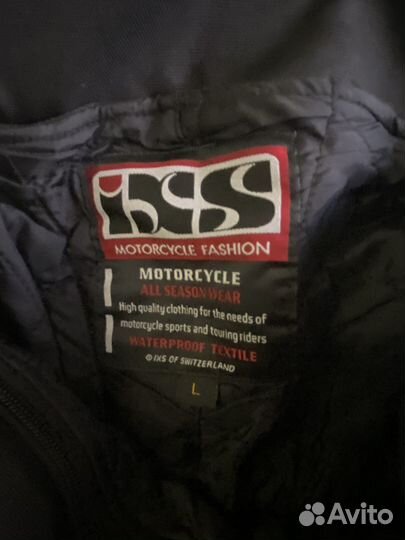 iXS
MOTORCYCLE FASHION
MOTORCYCLE
ALL SEASON-WEAR
High quality clothing for the needs of
motorcycle sports and touring riders
WATERPROOF TEXTILE
© IXS OF SWITZERLAND
L
Avito